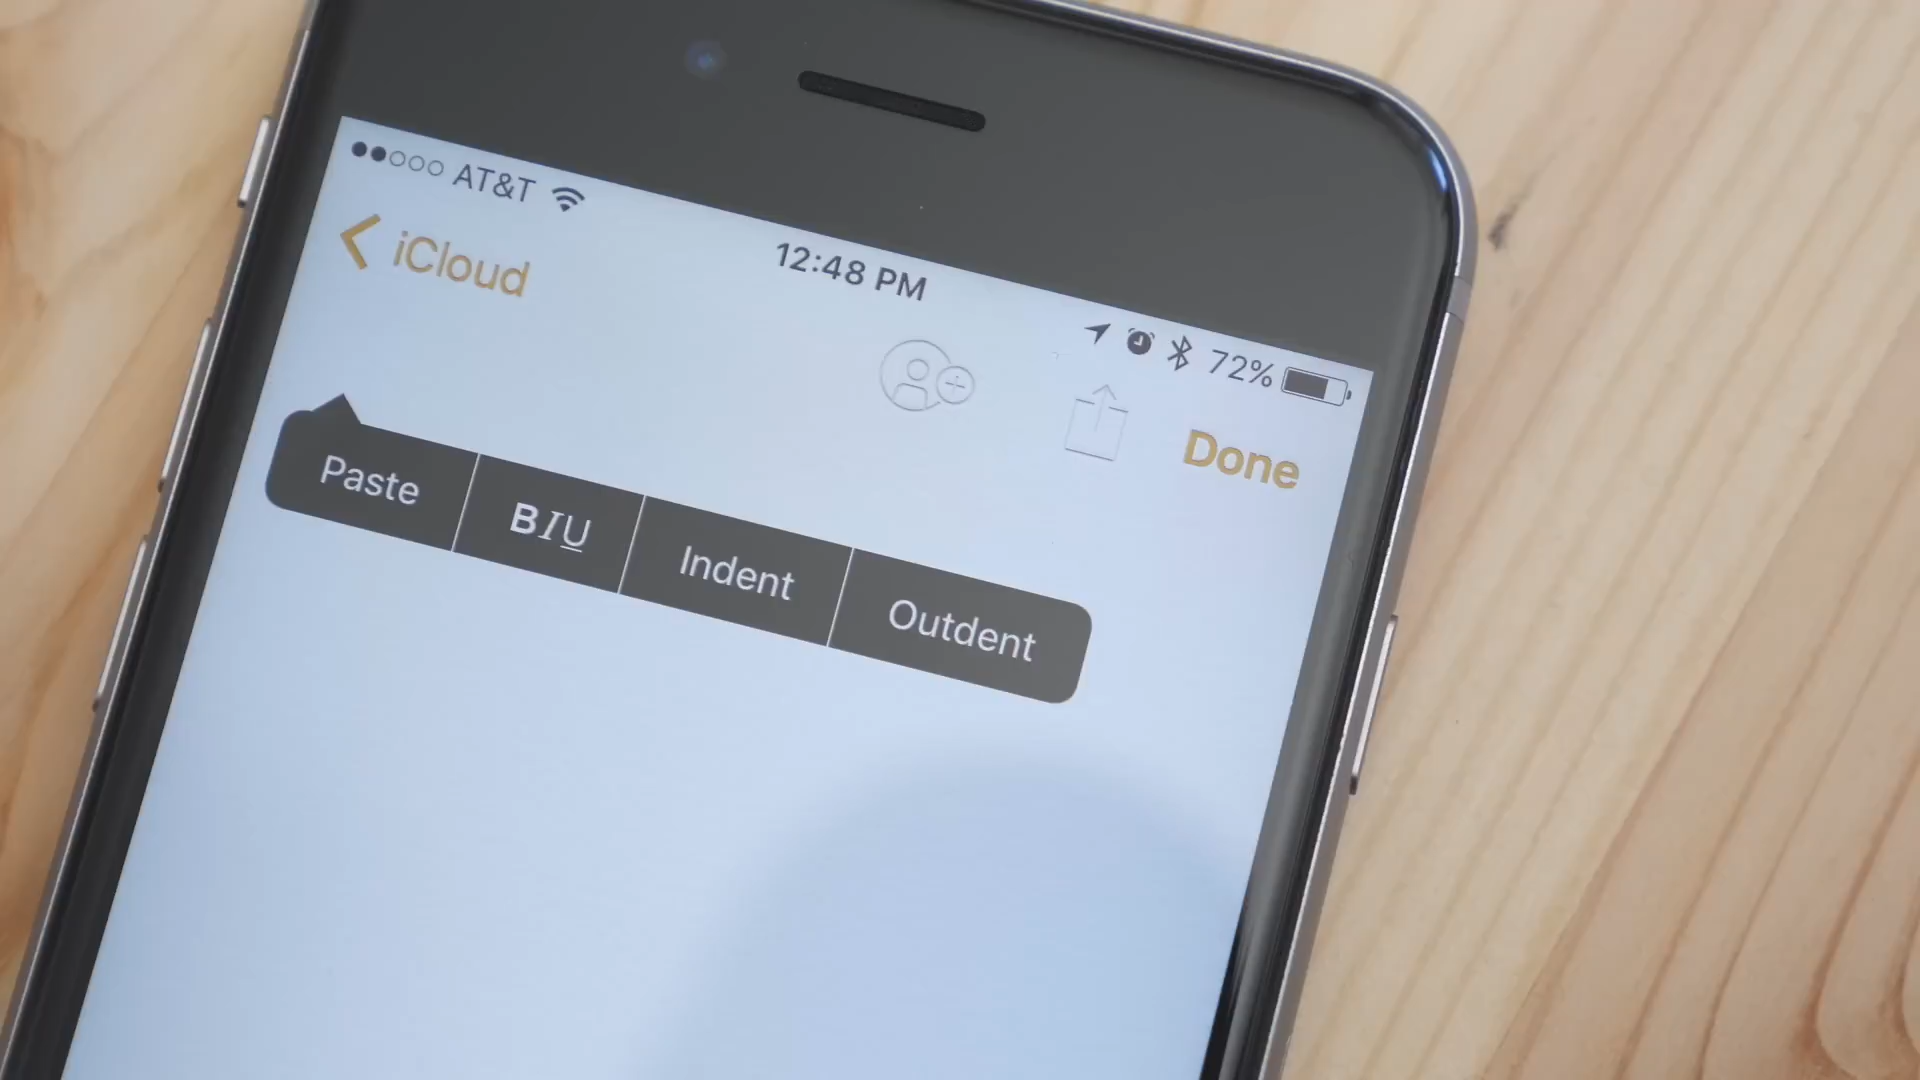 AT&T
12:48 PM
72%
iCloud
Done
Paste
BIU
Indent
Outdent